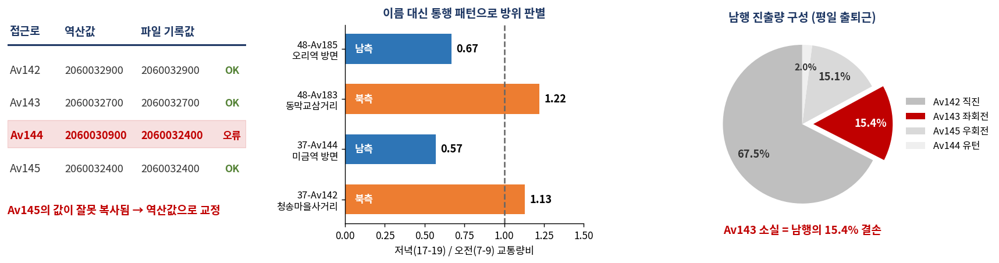 접근로 역산값 파일 기록값
Av142 2060032900 2060032900 OK
Av143 2060032700 2060032700 OK
Av144 2060030900 2060032400 오류
Av145 2060032400 2060032400 OK
Av145의 값이 잘못 복사됨 → 역산값으로 교정
이름 대신 통행 패턴으로 방위 판별
48-Av185
오리역 방면
남측 0.67
48-Av183
동막교삼거리
북측 1.22
37-Av144
미금역 방면
남측 0.57
37-Av142
청송마을사거리
북측 1.13
0.00 0.25 0.50 0.75 1.00 1.25 1.50
저녁(17-19) / 오전(7-9) 교통량비
남행 진출량 구성 (평일 출퇴근)
2.0%
15.1%
15.4%
67.5%
Av142 직진
Av143 좌회전
Av145 우회전
Av144 유턴
Av143 소실 = 남행의 15.4% 결손